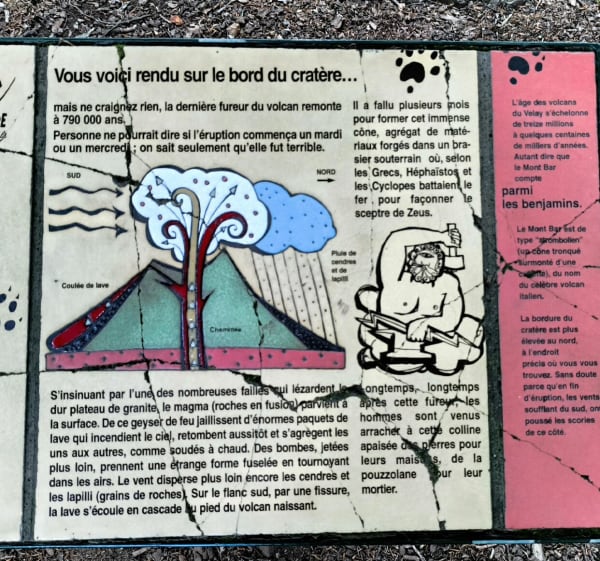 Vous voici rendu sur le bord du cratère...
mais ne craignez rien, la dernière fureur du volcan remonte
à 790 000 ans.
Personne ne pourrait dire si l'éruption commença un mardi
ou un mercredi ; on sait seulement qu'elle fut terrible.
SUD
NORD
Pluie de
cendres
et de
lapilli
Coulée de lave
Cheminée
S'insinuant par l'une des nombreuses failles qui lézardent le
dur plateau de granite, le magma (roches en fusion) parvient à
la surface. De ce geyser de feu jaillissent d'énormes paquets de
lave qui incendient le ciel, retombent aussitôt et s'agrègent les
uns aux autres, comme soudés à chaud. Des bombes, jetées
plus loin, prennent une étrange forme fuselée en tournoyant
dans les airs. Le vent disperse plus loin encore les cendres et
les lapilli (grains de roches). Sur le flanc sud, par une fissure,
la lave s'écoule en cascade au pied du volcan naissant.
Il a fallu plusieurs mois
pour former cet immense
cône, agrégat de maté-
riaux forgés dans un bra-
sier souterrain où, selon
les Grecs, Héphaïstos et
les Cyclopes battaient le
fer pour façonner le
sceptre de Zeus.
Longtemps, longtemps
après cette fureur, les
hommes sont venus
arracher à cette colline
apaisée des pierres pour
leurs maisons, de la
pouzzolane pour leur
mortier.
L'âge des volcans
du Velay s'échelonne
de treize millions
à quelques centaines
de milliers d'années.
Autant dire que
le Mont Bar
compte
parmi
les benjamins.
Le Mont Bar est de
type "strombolien"
(un cône tronqué
surmonté d'une
), du nom
du célèbre volcan
italien.
La bordure du
cratère est plus
élevée au nord,
à l'endroit
précis où vous vous
trouvez. Sans doute
parce qu'en fin
d'éruption, les vents
soufflant du sud, ont
poussé les scories
de ce côté.